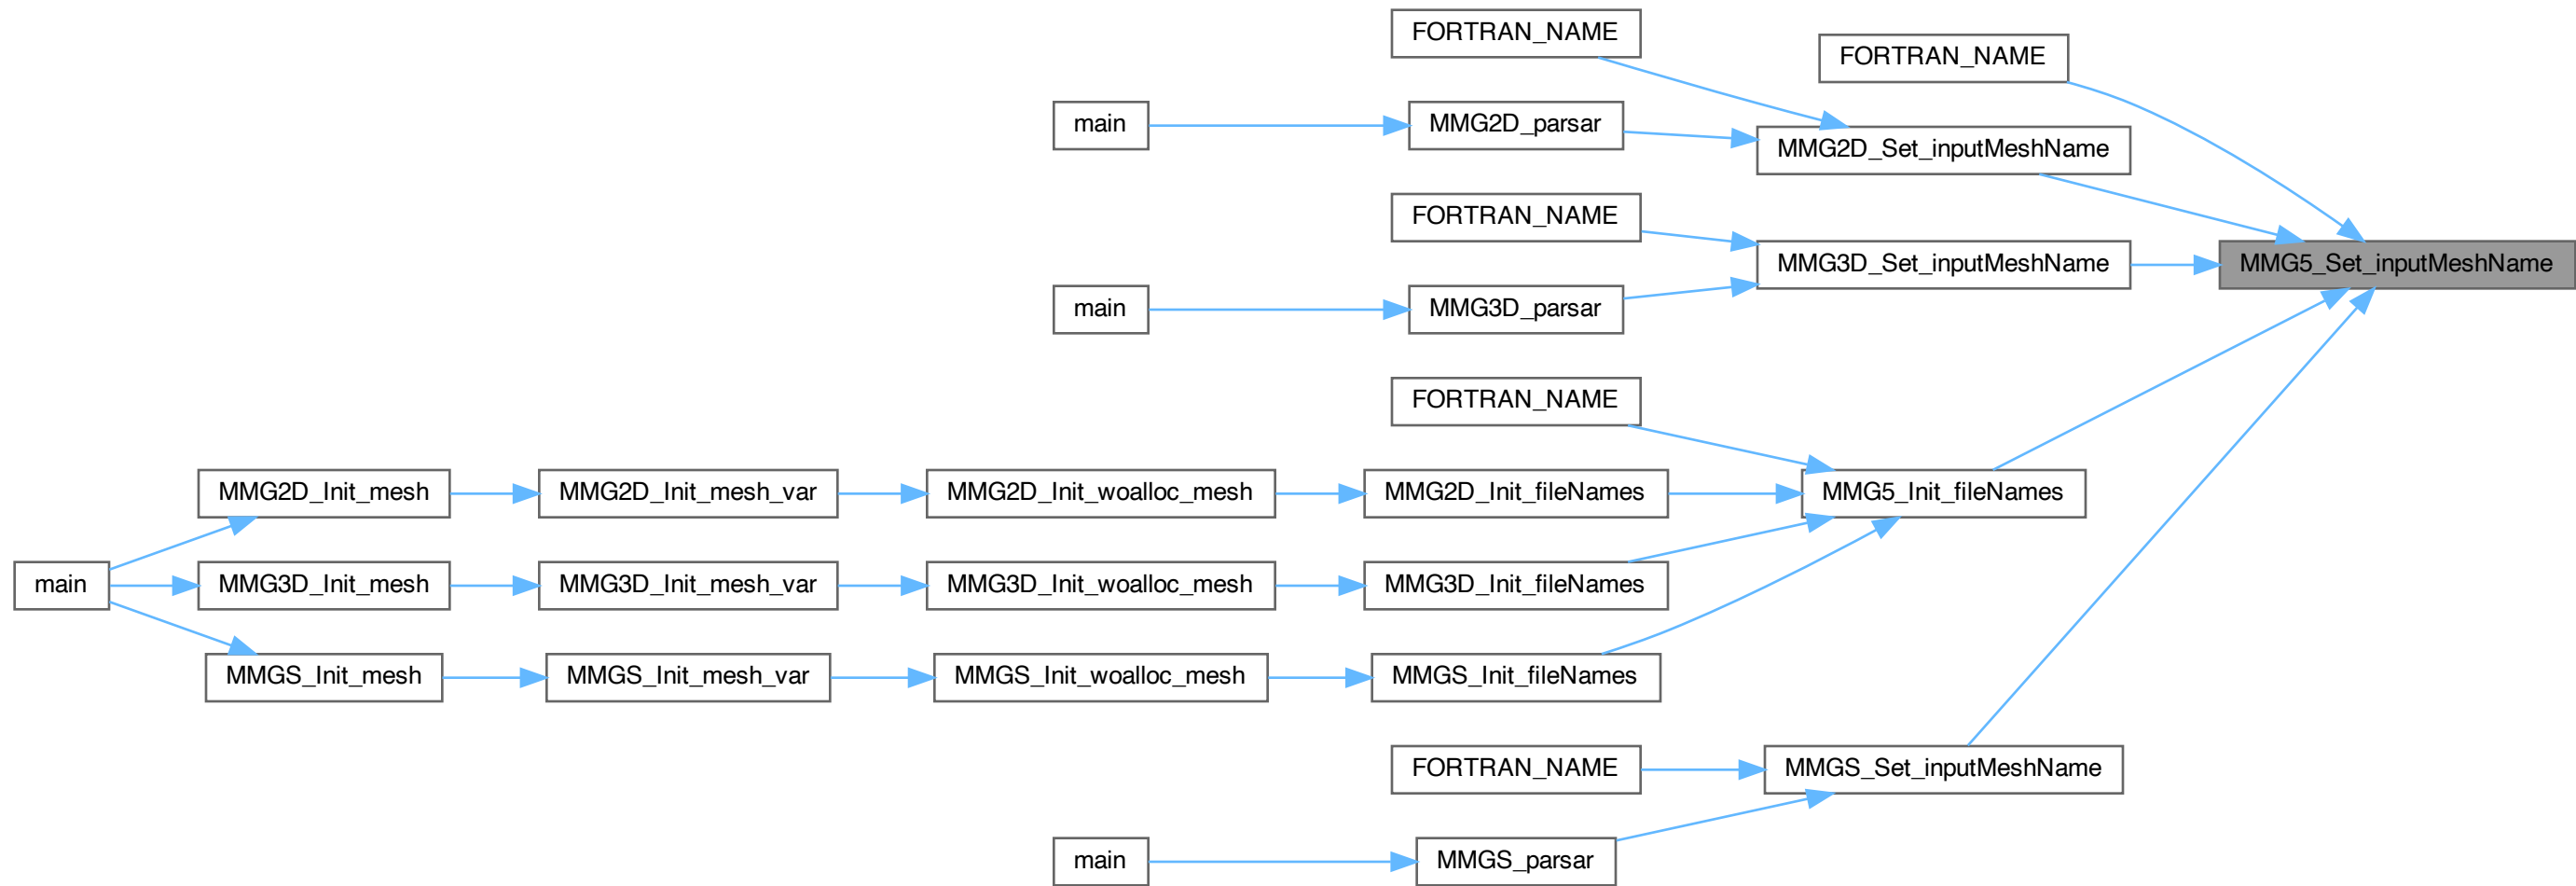 FORTRAN_NAME
FORTRAN_NAME
main
MMG2D_parsar
MMG2D_Set_inputMeshName
FORTRAN_NAME
MMG3D_Set_inputMeshName
MMG5_Set_inputMeshName
main
MMG3D_parsar
FORTRAN_NAME
MMG2D_Init_mesh
MMG2D_Init_mesh_var
MMG2D_Init_woalloc_mesh
MMG2D_Init_fileNames
MMG5_Init_fileNames
main
MMG3D_Init_mesh
MMG3D_Init_mesh_var
MMG3D_Init_woalloc_mesh
MMG3D_Init_fileNames
MMGS_Init_mesh
MMGS_Init_mesh_var
MMGS_Init_woalloc_mesh
MMGS_Init_fileNames
FORTRAN_NAME
MMGS_Set_inputMeshName
main
MMGS_parsar